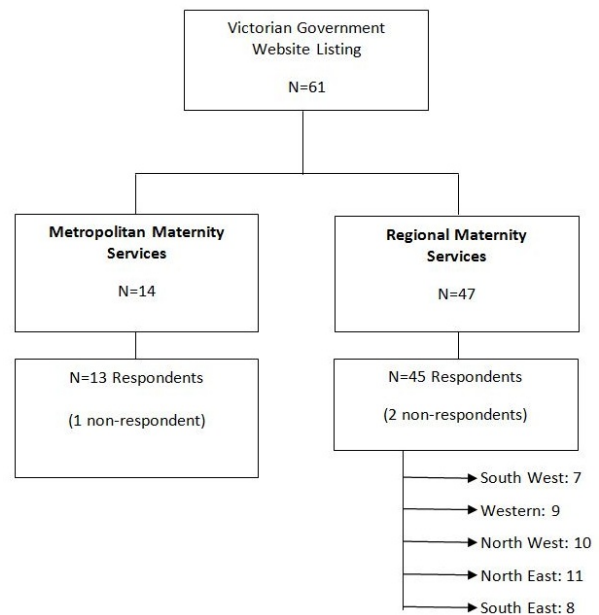 Victorian Government
Website Listing
N=61
Metropolitan Maternity
Services
N=14
Regional Maternity
Services
N=47
N=13 Respondents
(1 non-respondent)
N=45 Respondents
(2 non-respondents)
South West: 7
Western: 9
North West: 10
North East: 11
South East: 8